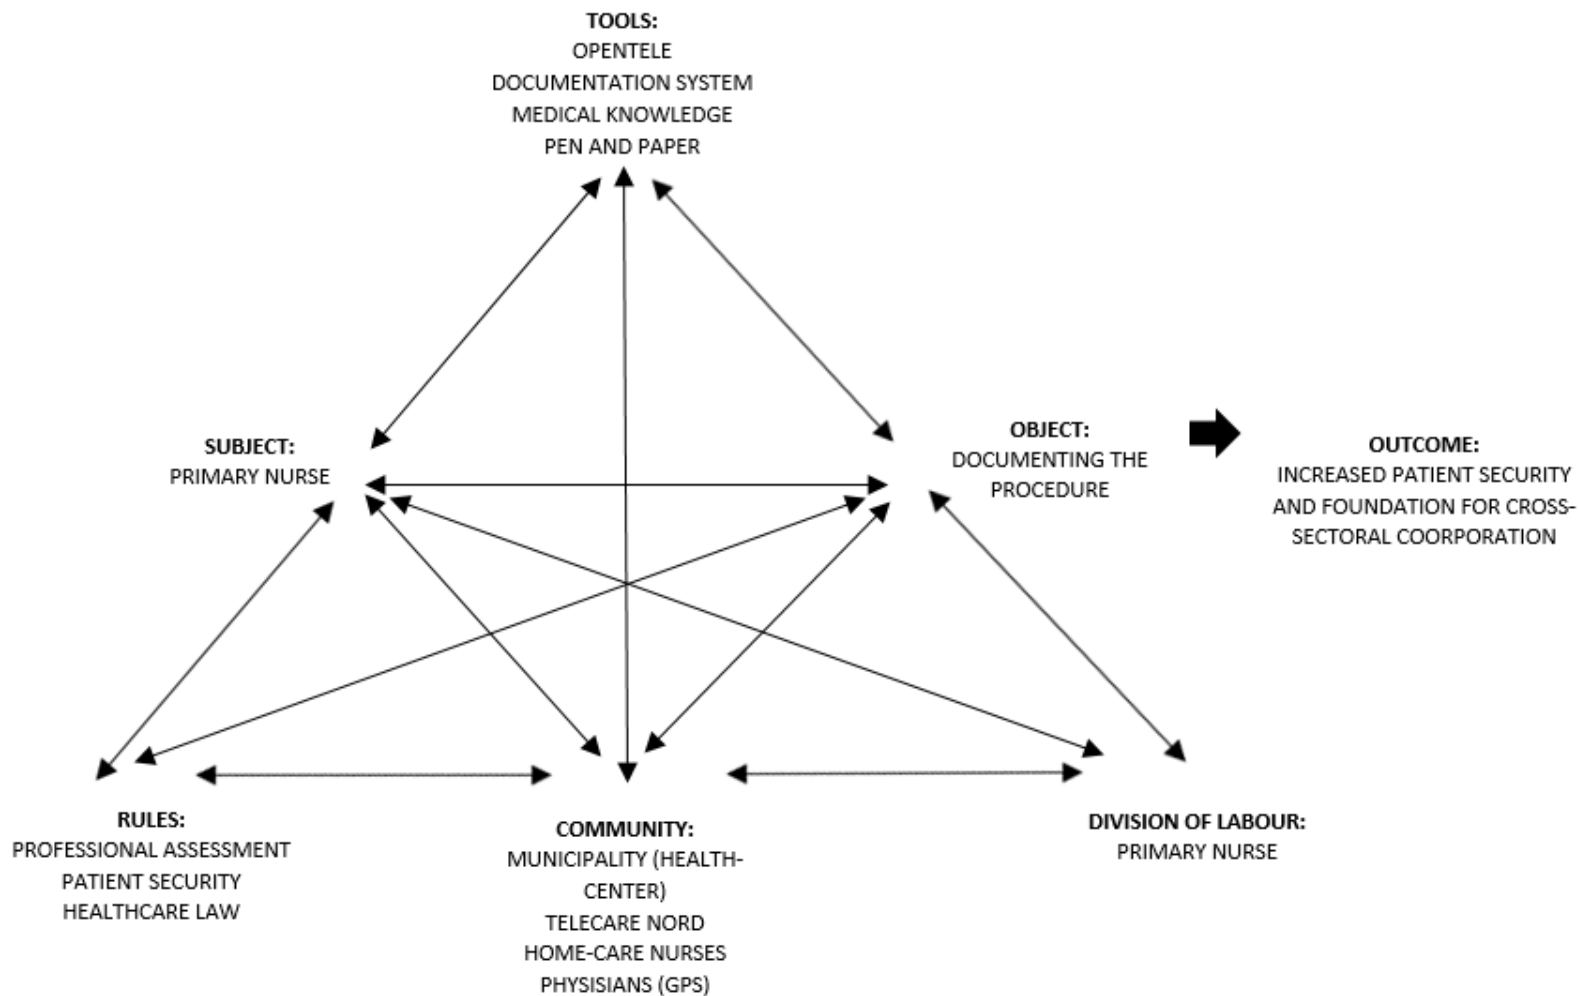 TOOLS:
OPENTELE
DOCUMENTATION SYSTEM
MEDICAL KNOWLEDGE
PEN AND PAPER
SUBJECT:
PRIMARY NURSE
OBJECT:
DOCUMENTING THE
PROCEDURE
OUTCOME:
INCREASED PATIENT SECURITY
AND FOUNDATION FOR CROSS-
SECTORAL COORPORATION
RULES:
PROFESSIONAL ASSESSMENT
PATIENT SECURITY
HEALTHCARE LAW
COMMUNITY:
MUNICIPALITY (HEALTH-
CENTER)
TELECARE NORD
HOME-CARE NURSES
PHYSISIANS (GPS)
DIVISION OF LABOUR:
PRIMARY NURSE